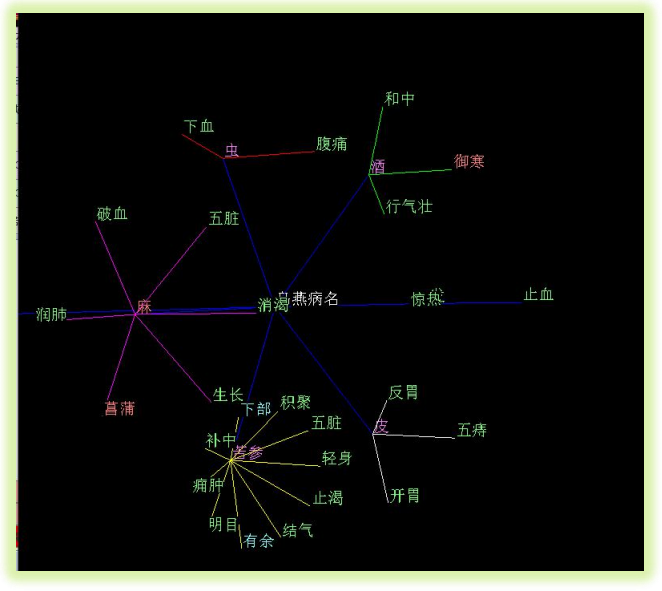 和中
下血
腹痛
虫
酒
御寒
破血
五脏
行气壮
惊热
止血
消渴
燕病名
麻
润肺
反胃
生长
菖蒲
积聚
下部
五脏
皮
五痔
补中
苦参
轻身
痈肿
止渴
开胃
明目
结气
有余